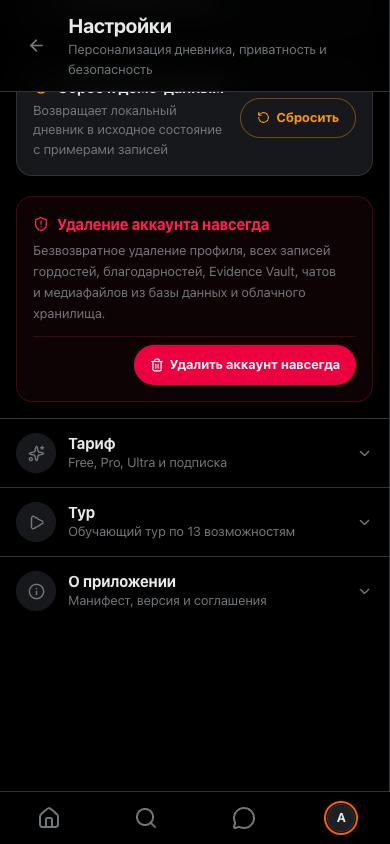 Настройки
Персонализация дневника, приватность и
безопасность
Возвращает локальный
дневник в исходное состояние
с примерами записей
Сбросить
Удаление аккаунта навсегда
Безвозвратное удаление профиля, всех записей
гордостей, благодарностей, Evidence Vault, чатов
и медиафайлов из базы данных и облачного
хранилища.
Удалить аккаунт навсегда
Тариф
Free, Pro, Ultra и подписка
Тур
Обучающий тур по 13 возможностям
О приложении
Манифест, версия и соглашения
A